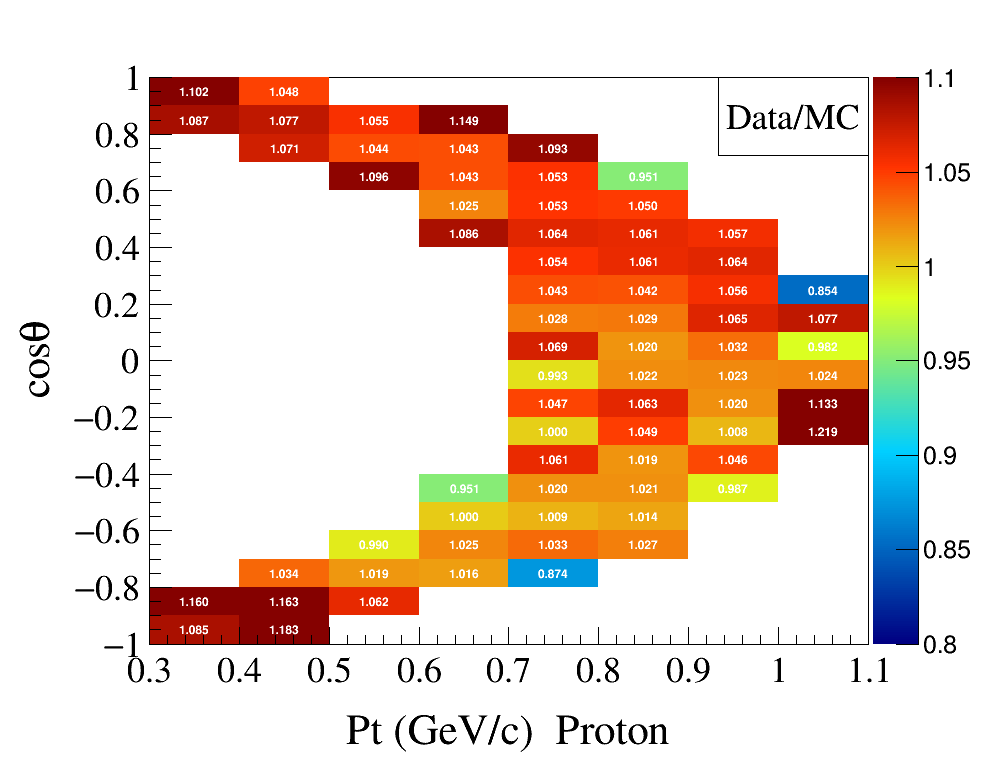 Data/MC
1
0.8
0.6
0.4
0.2
0
−0.2
−0.4
−0.6
−0.8
−1
cosθ
1.102 1.048
1.087 1.077 1.055 1.149
1.071 1.044 1.043 1.093
1.096 1.043 1.053 0.951
1.025 1.053 1.050
1.086 1.064 1.061 1.057
1.054 1.061 1.064
1.043 1.042 1.056 0.854
1.028 1.029 1.065 1.077
1.069 1.020 1.032 0.982
0.993 1.022 1.023 1.024
1.047 1.063 1.020 1.133
1.000 1.049 1.008 1.219
1.061 1.019 1.046
0.951 1.020 1.021 0.987
1.000 1.009 1.014
0.990 1.025 1.033 1.027
1.034 1.019 1.016 0.874
1.160 1.163 1.062
1.085 1.183
0.3 0.4 0.5 0.6 0.7 0.8 0.9 1 1.1
Pt (GeV/c) Proton
1.1
1.05
1
0.95
0.9
0.85
0.8